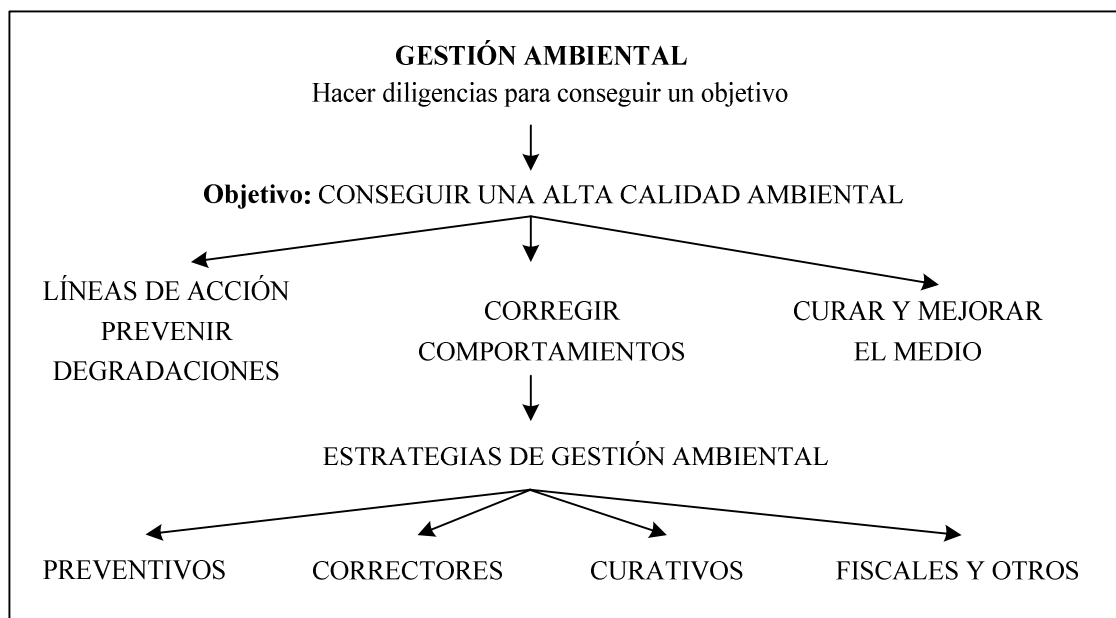 GESTIÓN AMBIENTAL
Hacer diligencias para conseguir un objetivo
Objetivo: CONSEGUIR UNA ALTA CALIDAD AMBIENTAL
LÍNEAS DE ACCIÓN
PREVENIR
DEGRADACIONES
CORREGIR
COMPORTAMIENTOS
CURAR Y MEJORAR
EL MEDIO
ESTRATEGIAS DE GESTIÓN AMBIENTAL
PREVENTIVOS
CORRECTORES
CURATIVOS
FISCALES Y OTROS